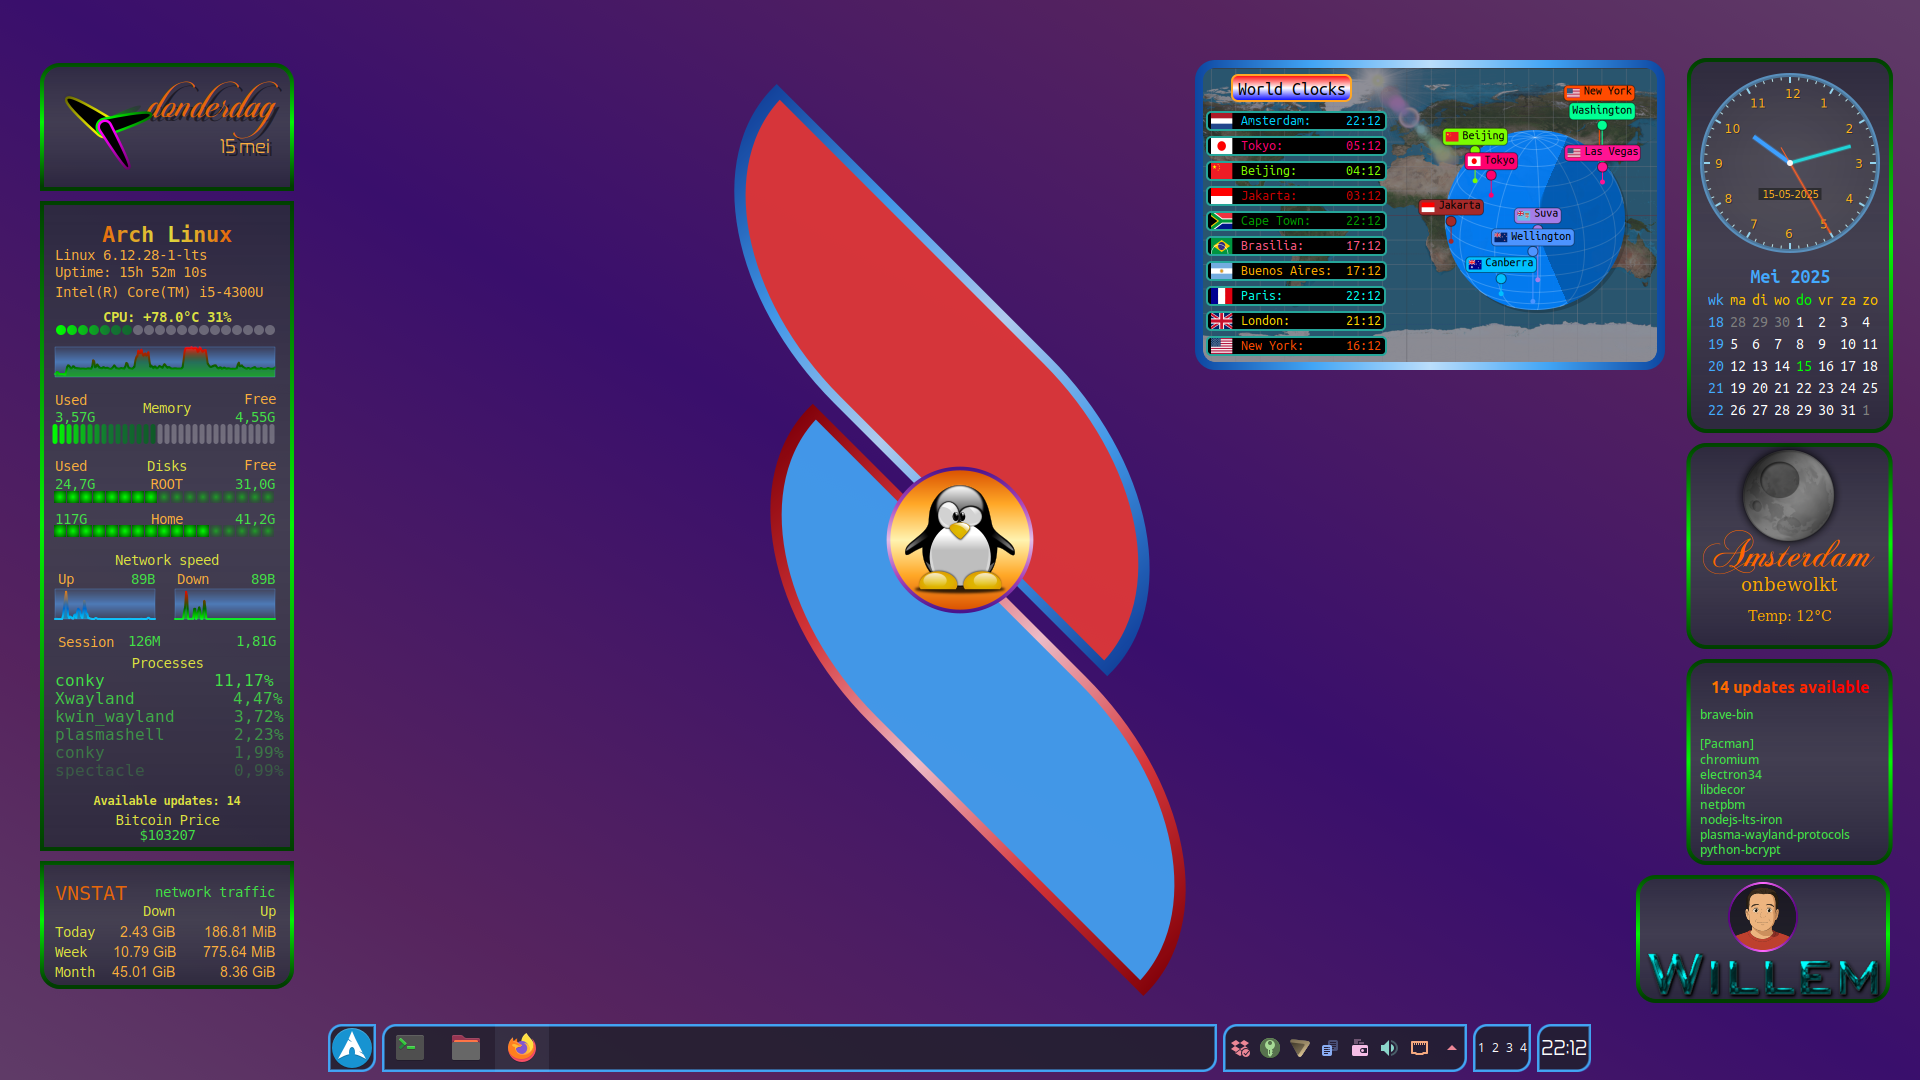 donderdag
15 mei
Arch Linux
Linux 6.12.28-1-lts
Uptime: 15h 52m 10s
Intel(R) Core(TM) i5-4300U
CPU: +78.0°C 31%
Used Memory Free
3,57G 4,55G
Used Disks Free
24,7G ROOT 31,0G
117G Home 41,2G
Network speed
Up 89B Down 89B
Session 126M 1,81G
Processes
conky 11,17%
Xwayland 4,47%
kwin_wayland 3,72%
plasmashell 2,23%
conky 1,99%
spectacle 0,99%
Available updates: 14
Bitcoin Price
$103207
VNSTAT network traffic
Down Up
Today 2.43 GiB 186.81 MiB
Week 10.79 GiB 775.64 MiB
Month 45.01 GiB 8.36 GiB
World Clocks
Amsterdam: 22:12
Tokyo: 05:12
Beijing: 04:12
Jakarta: 03:12
Cape Town: 22:12
Brasilia: 17:12
Buenos Aires: 17:12
Paris: 22:12
London: 21:12
New York: 16:12
New York
Washington
Beijing
Las Vegas
Tokyo
Jakarta
Suva
Wellington
Canberra
12
11 1
10 2
9 3
15-05-2025
8 4
7 5
6
Mei 2025
wk ma di wo do vr za zo
18 28 29 30 1 2 3 4
19 5 6 7 8 9 10 11
20 12 13 14 15 16 17 18
21 19 20 21 22 23 24 25
22 26 27 28 29 30 31 1
Amsterdam
onbewolkt
Temp: 12°C
14 updates available
brave-bin
[Pacman]
chromium
electron34
libdecor
netpbm
nodejs-lts-iron
plasma-wayland-protocols
python-bcrypt
WILLEM
1 2 3 4
22:12